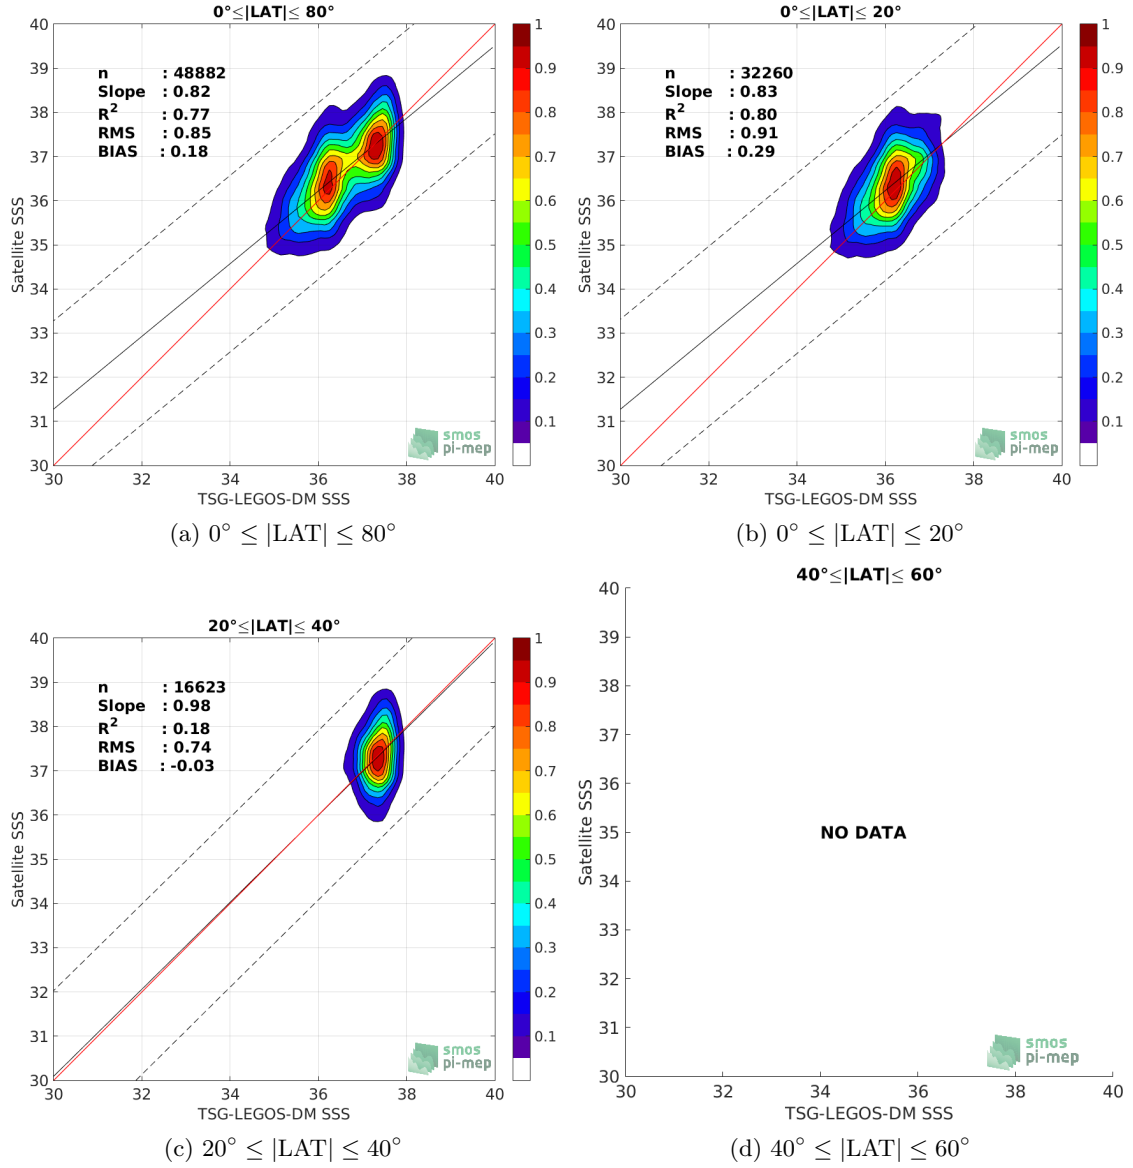 0°≤|LAT|≤ 80°
n : 48882
Slope : 0.82
R2 : 0.77
RMS : 0.85
BIAS : 0.18
Satellite SSS
40
39
38
37
36
35
34
33
32
31
30
30 32 34 36 38 40
TSG-LEGOS-DM SSS
1
0.9
0.8
0.7
0.6
0.5
0.4
0.3
0.2
0.1
smos
pi-mep
(a) 0° ≤ |LAT| ≤ 80°
0°≤|LAT|≤ 20°
n : 32260
Slope : 0.83
R2 : 0.80
RMS : 0.91
BIAS : 0.29
Satellite SSS
40
39
38
37
36
35
34
33
32
31
30
30 32 34 36 38 40
TSG-LEGOS-DM SSS
1
0.9
0.8
0.7
0.6
0.5
0.4
0.3
0.2
0.1
smos
pi-mep
(b) 0° ≤ |LAT| ≤ 20°
20°≤|LAT|≤ 40°
n : 16623
Slope : 0.98
R2 : 0.18
RMS : 0.74
BIAS : -0.03
Satellite SSS
40
39
38
37
36
35
34
33
32
31
30
30 32 34 36 38 40
TSG-LEGOS-DM SSS
1
0.9
0.8
0.7
0.6
0.5
0.4
0.3
0.2
0.1
smos
pi-mep
(c) 20° ≤ |LAT| ≤ 40°
40°≤|LAT|≤ 60°
NO DATA
Satellite SSS
40
39
38
37
36
35
34
33
32
31
30
30 32 34 36 38 40
TSG-LEGOS-DM SSS
smos
pi-mep
(d) 40° ≤ |LAT| ≤ 60°